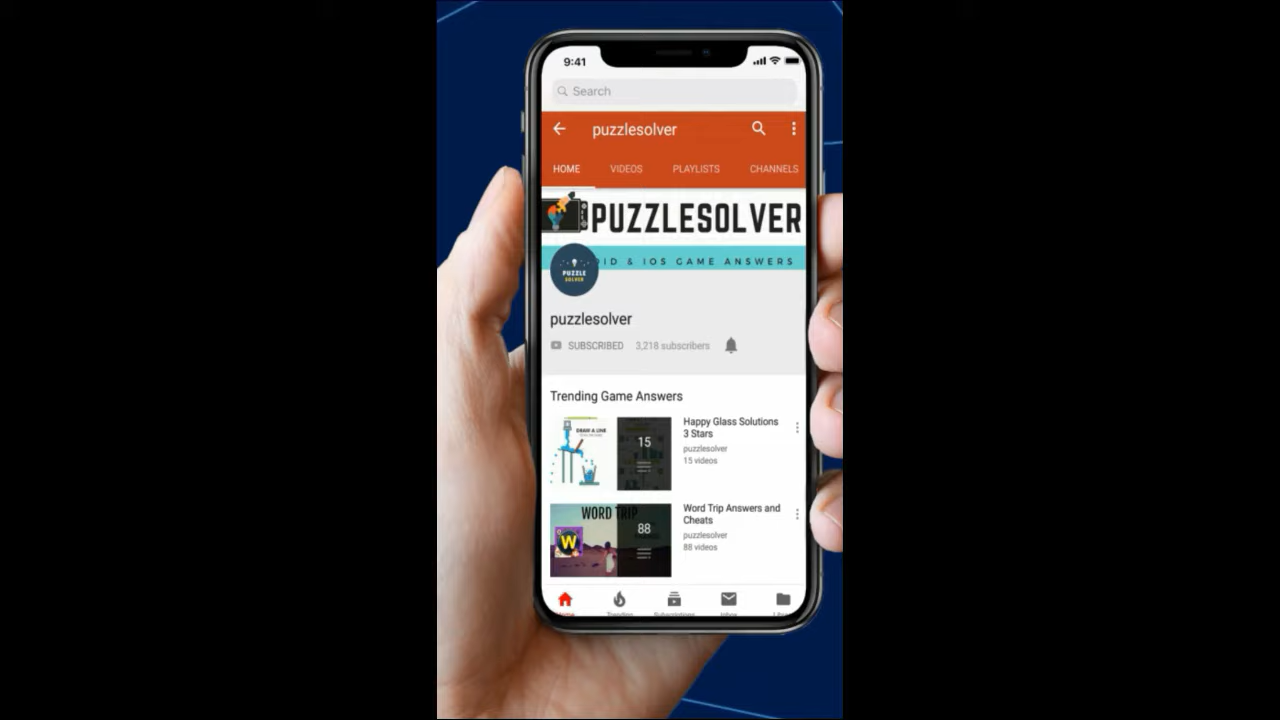 9:41
Search
puzzlesolver
HOME VIDEOS PLAYLISTS CHANNELS
PUZZLESOLVER
OID & IOS GAME ANSWERS
PUZZLE
SOLVER
puzzlesolver
SUBSCRIBED 3,218 subscribers
Trending Game Answers
DRAW A LINE
15
Happy Glass Solutions
3 Stars
puzzlesolver
15 videos
WORD TRIP
W
88
Word Trip Answers and
Cheats
puzzlesolver
88 videos